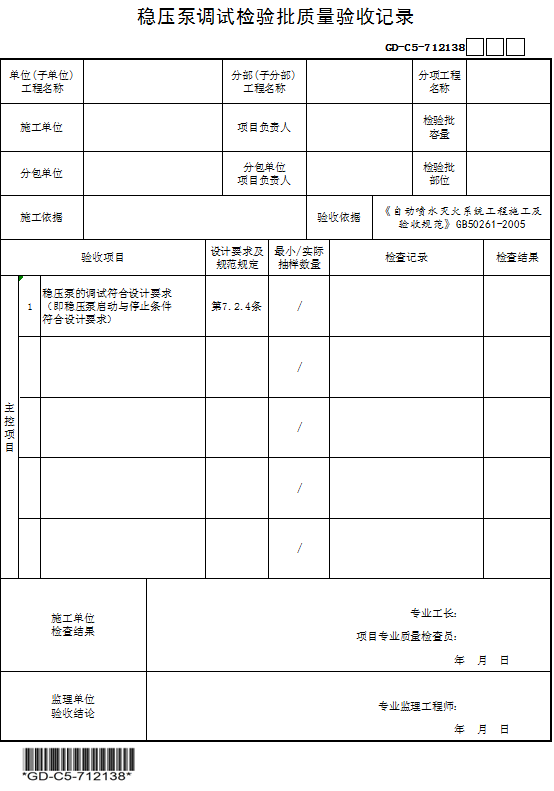 稳压泵调试检验批质量验收记录
GD-C5-712138
单位(子单位)
工程名称
分部(子分部)
工程名称
分项工程
名称
施工单位
项目负责人
检验批
容量
分包单位
分包单位
项目负责人
检验批
部位
施工依据
验收依据
《自动喷水灭火系统工程施工及
验收规范》GB50261-2005
验收项目
设计要求及
规范规定
最小/实际
抽样数量
检查记录
检查结果
主
控
项
目
1
稳压泵的调试符合设计要求
(即稳压泵启动与停止条件
符合设计要求)
第7.2.4条
/
/
/
/
/
施工单位
检查结果
专业工长:
项目专业质量检查员:
年 月 日
监理单位
验收结论
专业监理工程师:
年 月 日
*GD-C5-712138*